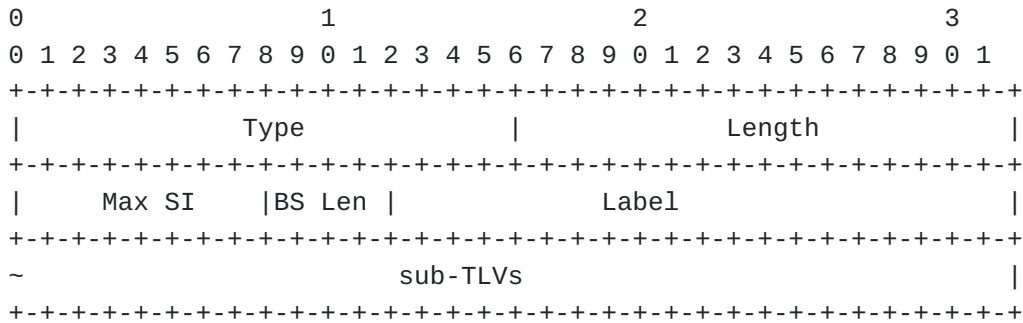 0                   1                   2                   3
0 1 2 3 4 5 6 7 8 9 0 1 2 3 4 5 6 7 8 9 0 1 2 3 4 5 6 7 8 9 0 1
+-+-+-+-+-+-+-+-+-+-+-+-+-+-+-+-+-+-+-+-+-+-+-+-+-+-+-+-+-+-+-+-+
|              Type             |             Length            |
+-+-+-+-+-+-+-+-+-+-+-+-+-+-+-+-+-+-+-+-+-+-+-+-+-+-+-+-+-+-+-+-+
|     Max SI    |BS Len |             Label                     |
+-+-+-+-+-+-+-+-+-+-+-+-+-+-+-+-+-+-+-+-+-+-+-+-+-+-+-+-+-+-+-+-+
~                        sub-TLVs                               |
+-+-+-+-+-+-+-+-+-+-+-+-+-+-+-+-+-+-+-+-+-+-+-+-+-+-+-+-+-+-+-+-+